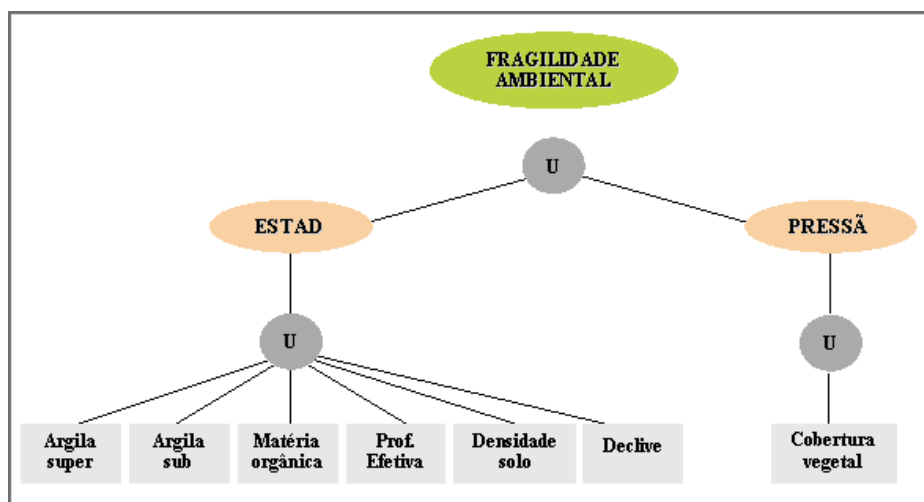 FRAGILIDADE
AMBIENTAL
U
ESTAD
PRESSÃ
U
U
Argila
super
Argila
sub
Matéria
orgânica
Prof.
Efetiva
Densidade
solo
Declive
Cobertura
vegetal